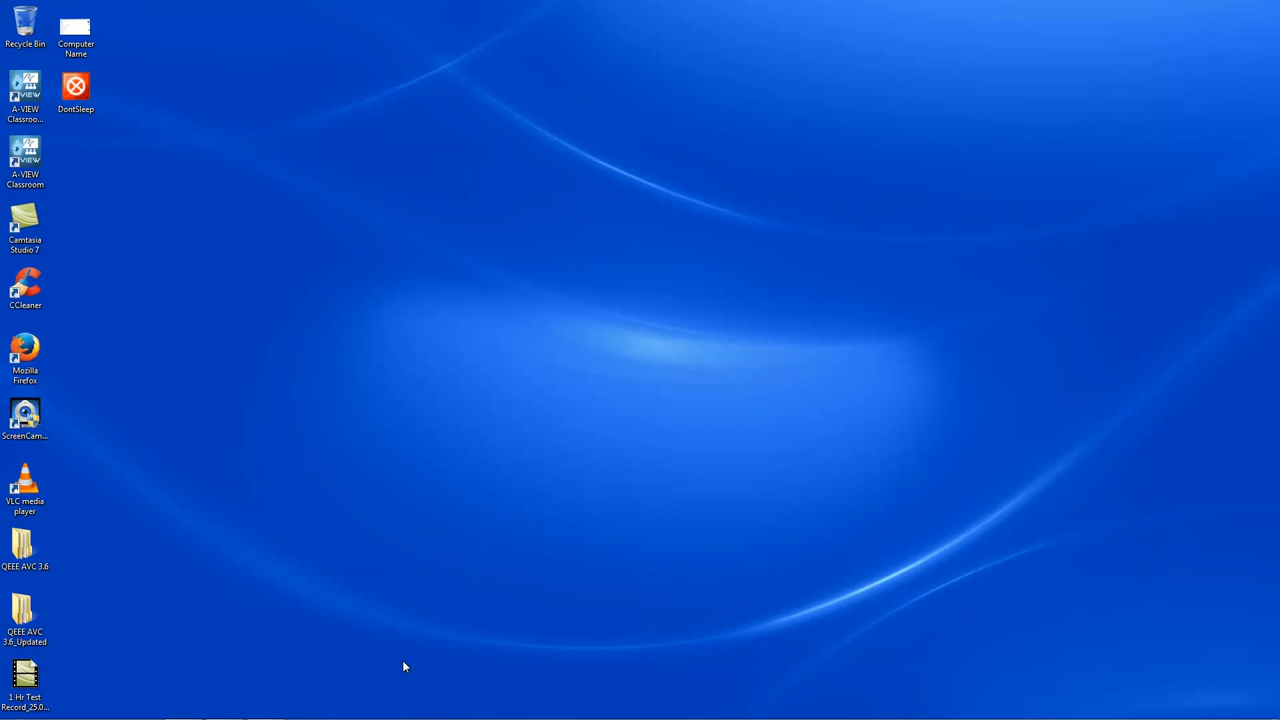 Recycle Bin
A-VIEW
Classroo...
A-VIEW
Classroom
Camtasia
Studio 7
CCleaner
Mozilla
Firefox
ScreenCam...
VLC media
player
QEEE AVC 3.6
QEEE AVC
3.6_Updated
1 Hr Test
Record_25.0...
Computer
Name
DontSleep